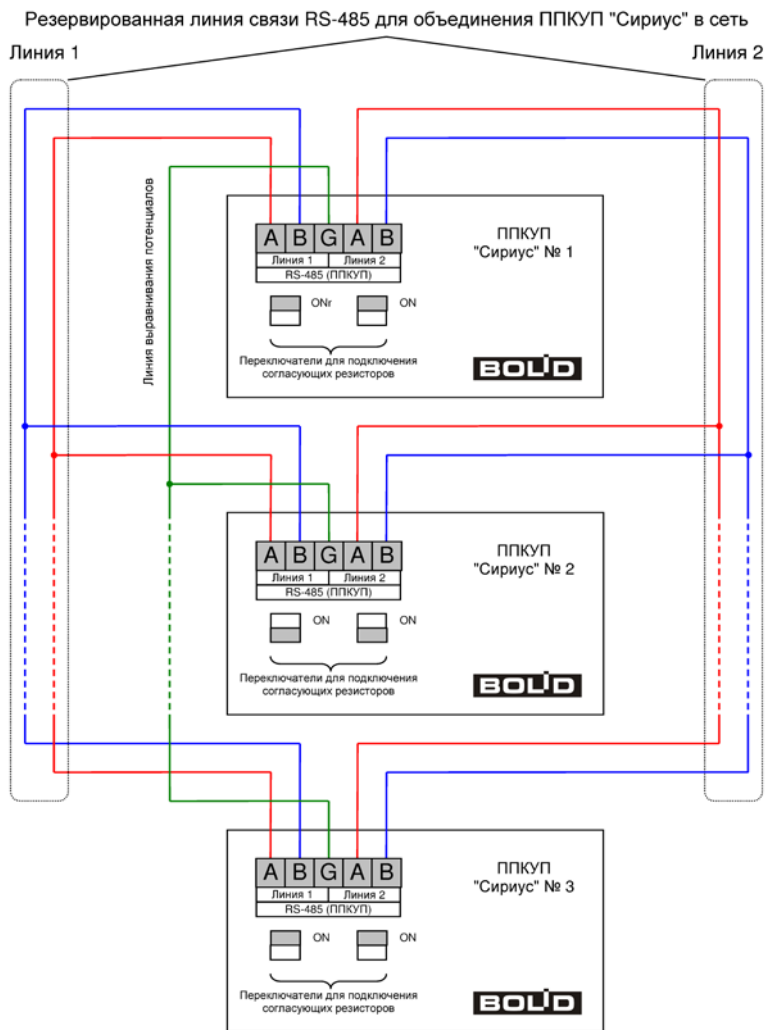 Резервированная линия связи RS-485 для объединения ППКУП "Сириус" в сеть
Линия 1
Линия 2
Линия выравнивания потенциалов
ППКУП
"Сириус" № 1
A B G A B
Линия 1 Линия 2
RS-485 (ППКУП)
ONг ON
Переключатели для подключения
согласующих резисторов
BOLID
ППКУП
"Сириус" № 2
A B G A B
Линия 1 Линия 2
RS-485 (ППКУП)
ON ON
Переключатели для подключения
согласующих резисторов
BOLID
ППКУП
"Сириус" № 3
A B G A B
Линия 1 Линия 2
RS-485 (ППКУП)
ON ON
Переключатели для подключения
согласующих резисторов
BOLID